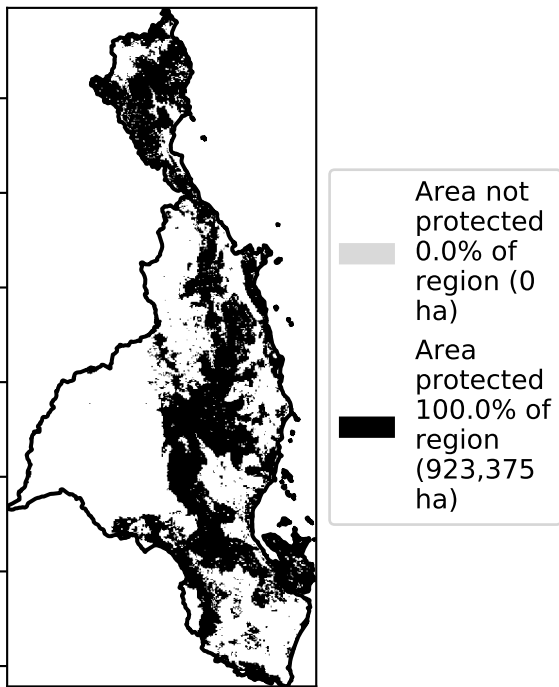 Area not
protected
0.0% of
region (0
ha)
Area
protected
100.0% of
region
(923,375
ha)